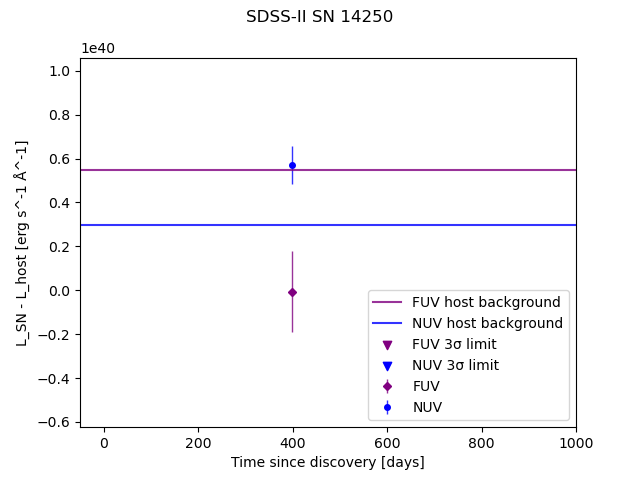 SDSS-II SN 14250
1e40
1.0
0.8
0.6
0.4
0.2
0.0
−0.2
−0.4
−0.6
L_SN - L_host [erg s^-1 Å^-1]
FUV host background
NUV host background
FUV 3σ limit
NUV 3σ limit
FUV
NUV
0 200 400 600 800 1000
Time since discovery [days]